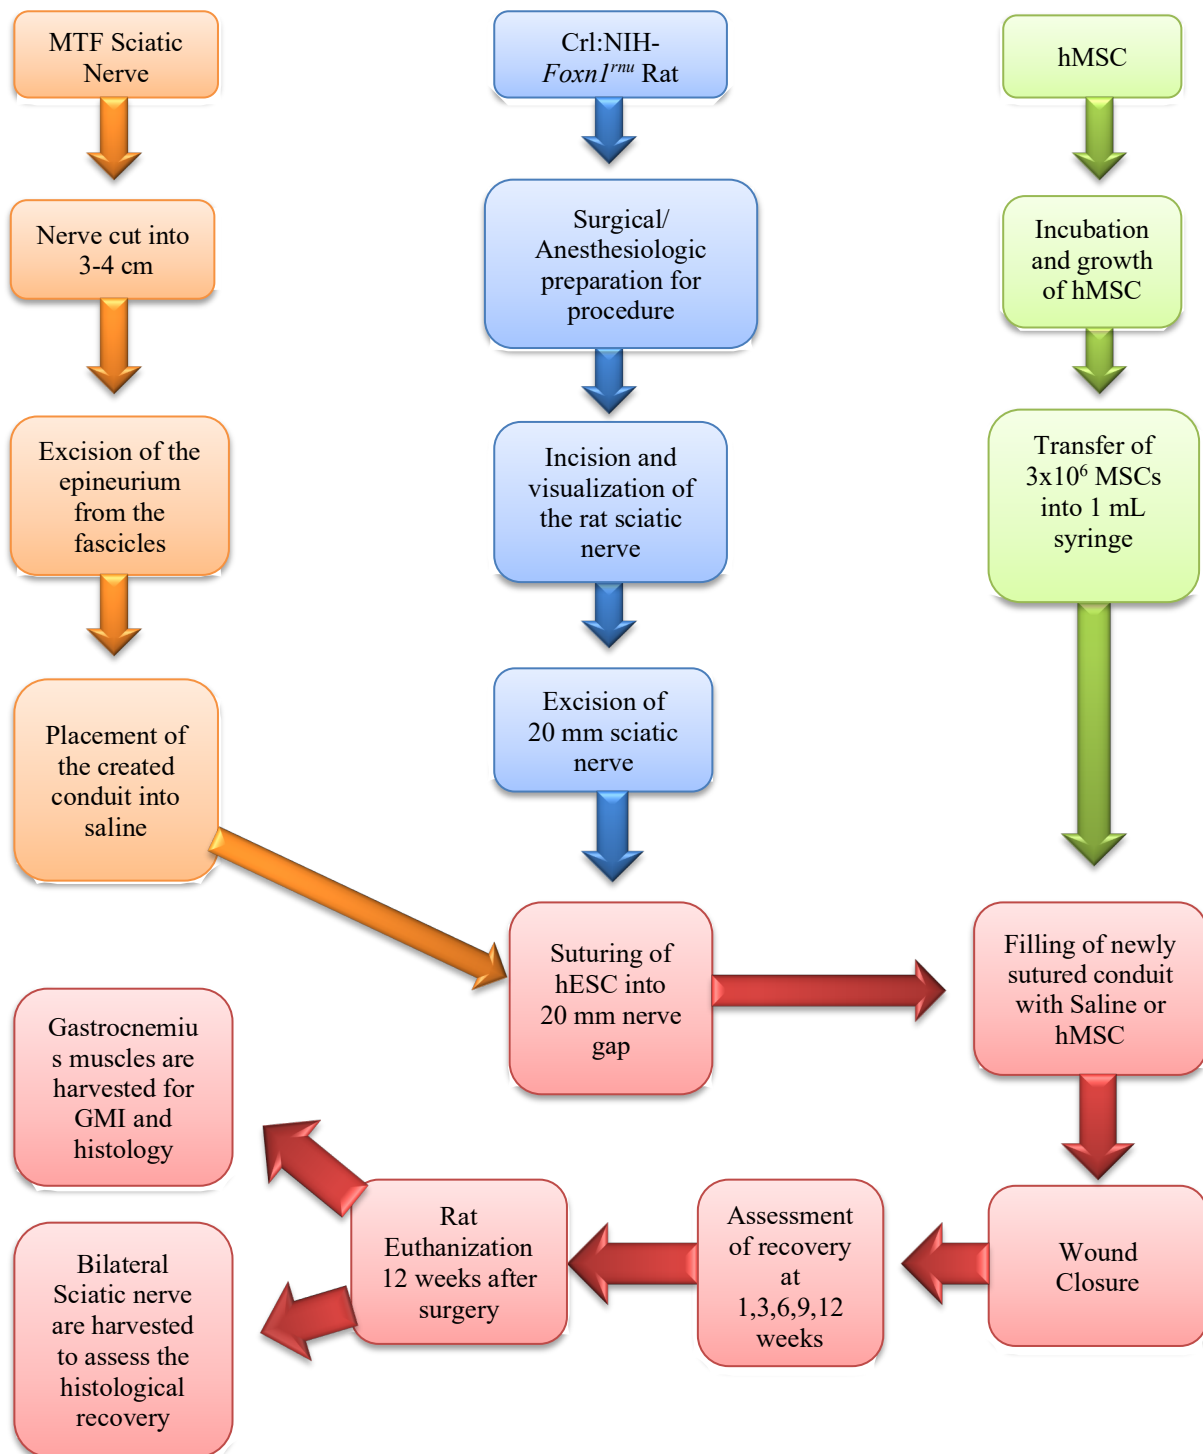 MTF Sciatic
Nerve
Nerve cut into
3-4 cm
Excision of the
epineurium
from the
fascicles
Placement of
the created
conduit into
saline
Crl:NIH-
Foxn1ʳⁿᵘ Rat
Surgical/
Anesthesiologic
preparation for
procedure
Incision and
visualization of
the rat sciatic
nerve
Excision of
20 mm sciatic
nerve
hMSC
Incubation
and growth
of hMSC
Transfer of
3x10⁶ MSCs
into 1 mL
syringe
Suturing of
hESC into
20 mm nerve
gap
Filling of newly
sutured conduit
with Saline or
hMSC
Wound
Closure
Assessment
of recovery
at
1,3,6,9,12
weeks
Rat
Euthanization
12 weeks after
surgery
Gastrocnemiu
s muscles are
harvested for
GMI and
histology
Bilateral
Sciatic nerve
are harvested
to assess the
histological
recovery